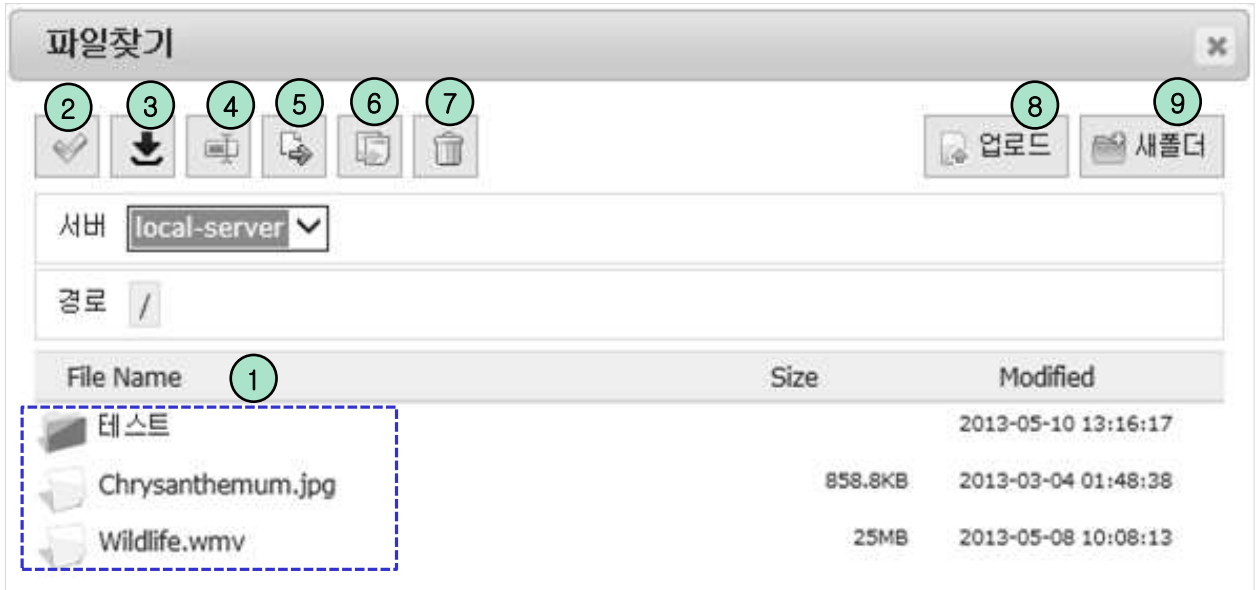 파일찾기
2 3 4 5 6 7 8 9
업로드 새폴더
서버 local-server
경로 /
File Name 1 Size Modified
테스트 2013-05-10 13:16:17
Chrysanthemum.jpg 858.8KB 2013-03-04 01:48:38
Wildlife.wmv 25MB 2013-05-08 10:08:13